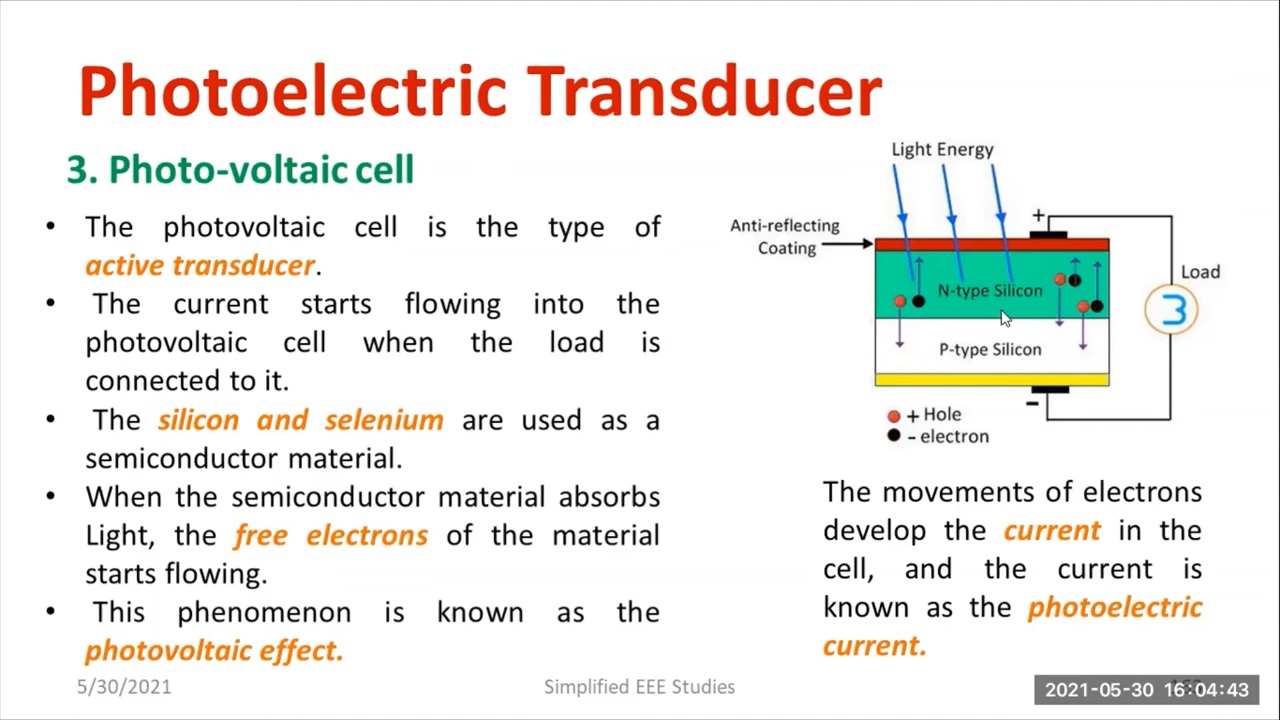 Photoelectric Transducer
3. Photo-voltaic cell
• The photovoltaic cell is the type of
active transducer.
• The current starts flowing into the
photovoltaic cell when the load is
connected to it.
• The silicon and selenium are used as a
semiconductor material.
• When the semiconductor material absorbs
Light, the free electrons of the material
starts flowing.
• This phenomenon is known as the
photovoltaic effect.
Light Energy
Anti-reflecting
Coating
+
Load
N-type Silicon
P-type Silicon
-
+ Hole
- electron
The movements of electrons
develop the current in the
cell, and the current is
known as the photoelectric
current.
5/30/2021
Simplified EEE Studies
2021-05-30 16:04:43